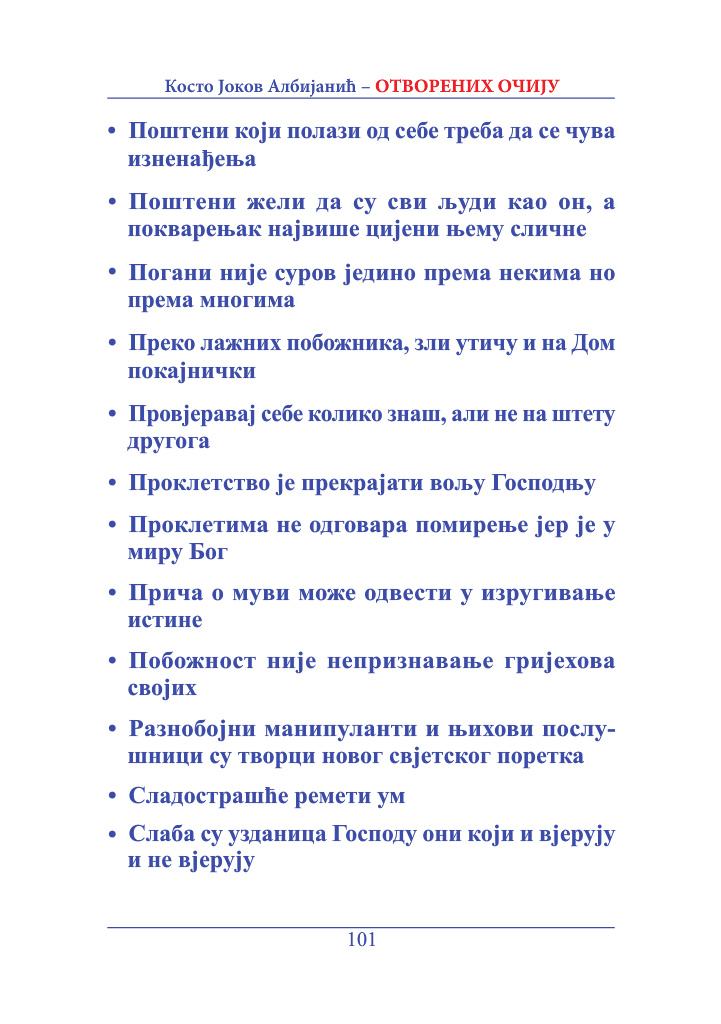 Косто Јоков Албијанић – ОТВОРЕНИХ ОЧИЈУ
• Поштени који полази од себе треба да се чува
изненађења
• Поштени жели да су сви људи као он, а
покварењак највише цијени њему сличне
• Погани није суров једино према некима но
према многима
• Преко лажних побожника, зли утичу и на Дом
покајнички
• Провјеравај себе колико знаш, али не на штету
другога
• Проклетство је прекрајати вољу Господњу
• Проклетима не одговара помирење јер је у
миру Бог
• Прича о муви може одвести у изругивање
истине
• Побожност није непризнавање гријехова
својих
• Разнобојни манипуланти и њихови послу-
шници су творци новог свјетског поретка
• Сладострашће ремети ум
• Слаба су узданица Господу они који и вјерују
и не вјерују
101